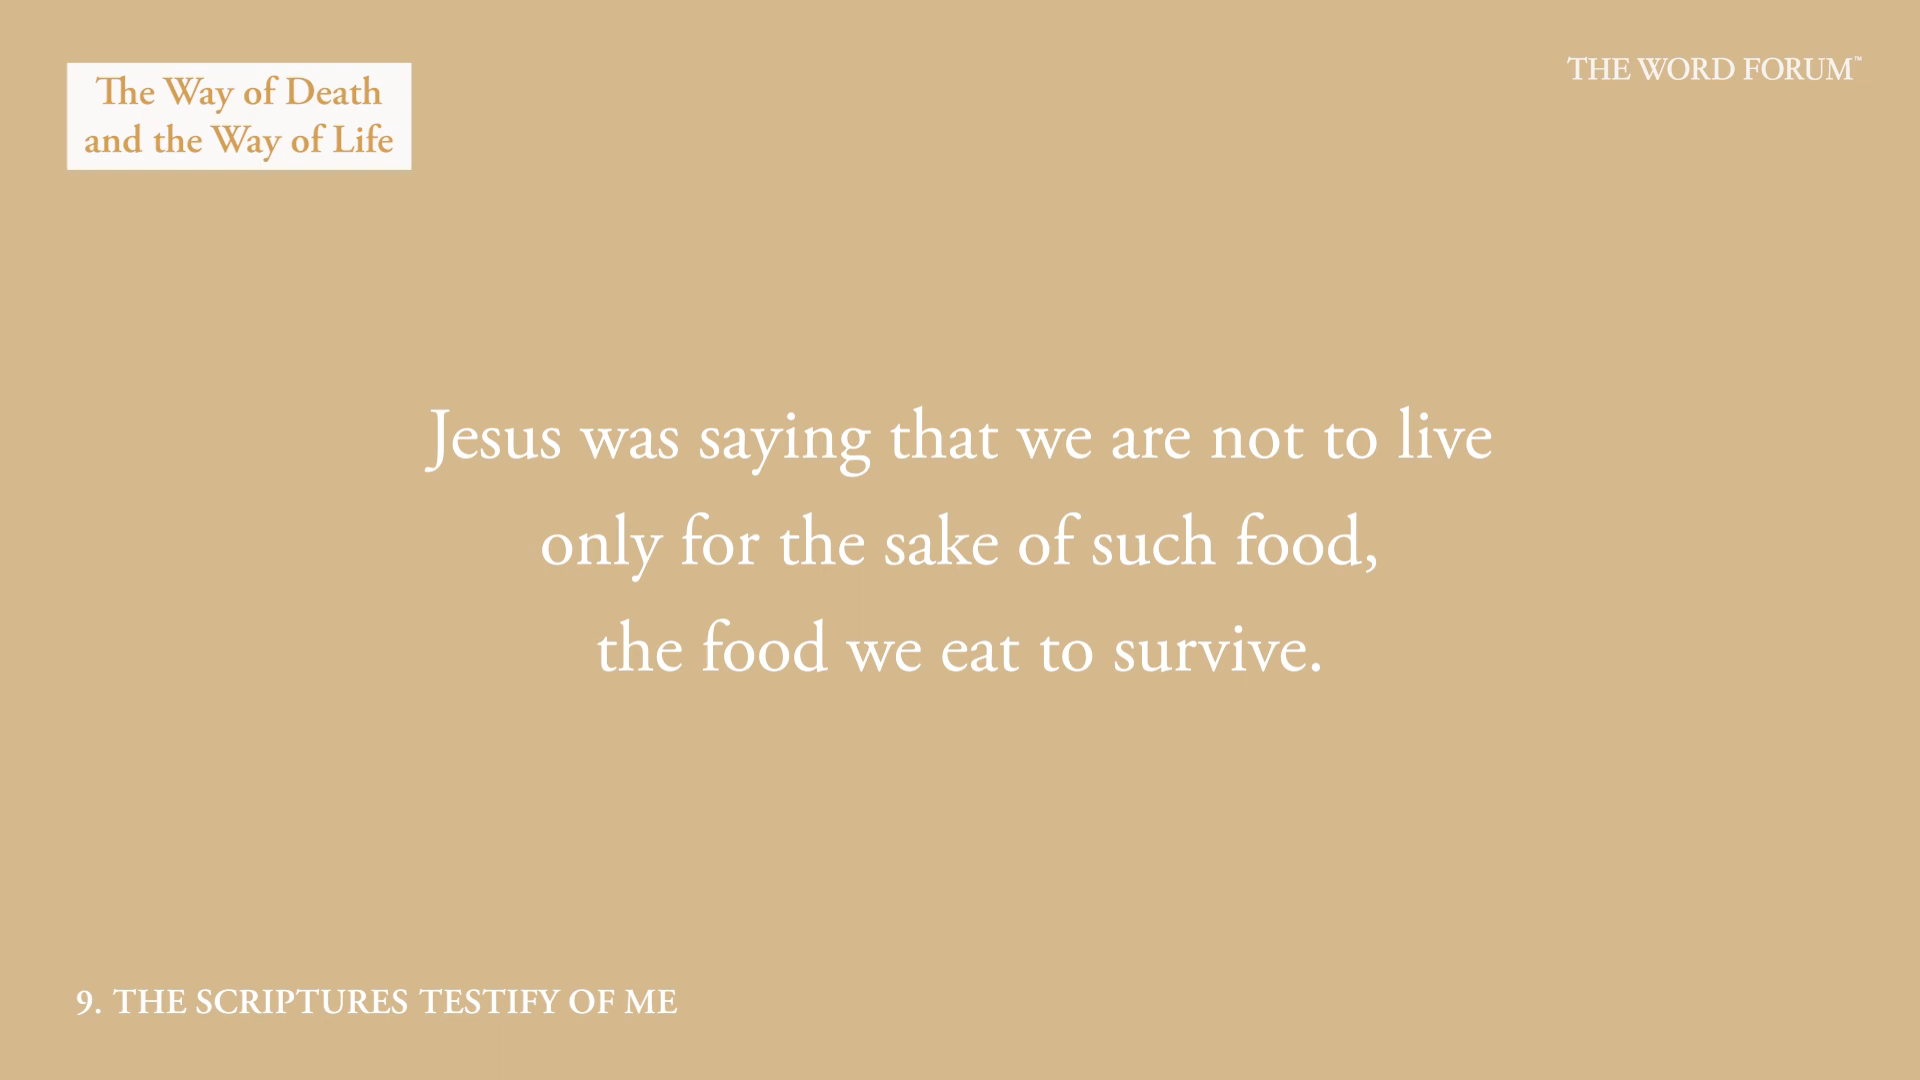 The Way of Death
and the Way of Life
THE WORD FORUM™
Jesus was saying that we are not to live
only for the sake of such food,
the food we eat to survive.
9. THE SCRIPTURES TESTIFY OF ME